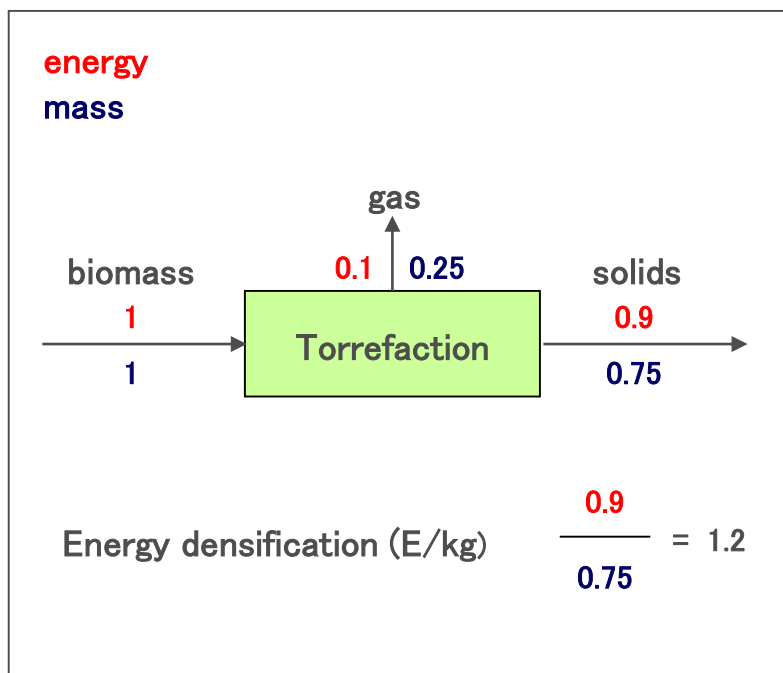 energy
mass
gas
0.1 0.25
biomass
solids
1
0.9
Torrefaction
1
0.75
Energy densification (E/kg)
0.9
0.75
= 1.2